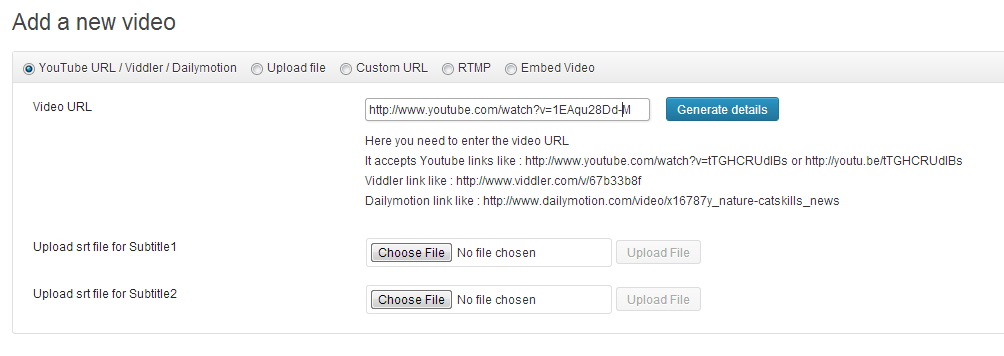 Add a new video
YouTube URL / Viddler / Dailymotion Upload file Custom URL RTMP Embed Video
Video URL http://www.youtube.com/watch?v=1EAqu28Dd-M Generate details
Here you need to enter the video URL
It accepts Youtube links like : http://www.youtube.com/watch?v=tTGHCRUdlBs or http://youtu.be/tTGHCRUdlBs
Viddler link like : http://www.viddler.com/v/67b33b8f
Dailymotion link like : http://www.dailymotion.com/video/x16787y_nature-catskills_news
Upload srt file for Subtitle1 Choose File No file chosen Upload File
Upload srt file for Subtitle2 Choose File No file chosen Upload File